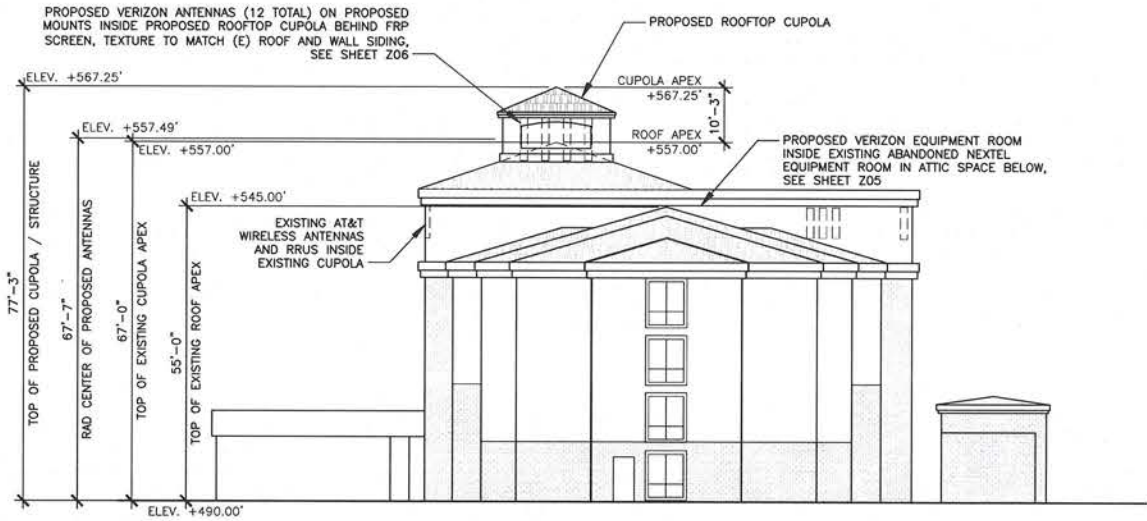 PROPOSED VERIZON ANTENNAS (12 TOTAL) ON PROPOSED
MOUNTS INSIDE PROPOSED ROOFTOP CUPOLA BEHIND FRP
SCREEN, TEXTURE TO MATCH (E) ROOF AND WALL SIDING,
SEE SHEET Z06
PROPOSED ROOFTOP CUPOLA
ELEV. +567.25'
CUPOLA APEX
+567.25'
10'-3"
ELEV. +557.49'
ELEV. +557.00'
ROOF APEX
+557.00'
PROPOSED VERIZON EQUIPMENT ROOM
INSIDE EXISTING ABANDONED NEXTEL
EQUIPMENT ROOM IN ATTIC SPACE BELOW,
SEE SHEET Z05
ELEV. +545.00'
EXISTING AT&T
WIRELESS ANTENNAS
AND RRUS INSIDE
EXISTING CUPOLA
77'-3"
TOP OF PROPOSED CUPOLA / STRUCTURE
67'-7"
RAD CENTER OF PROPOSED ANTENNAS
67'-0"
TOP OF EXISTING CUPOLA APEX
55'-0"
TOP OF EXISTING ROOF APEX
ELEV. +490.00'